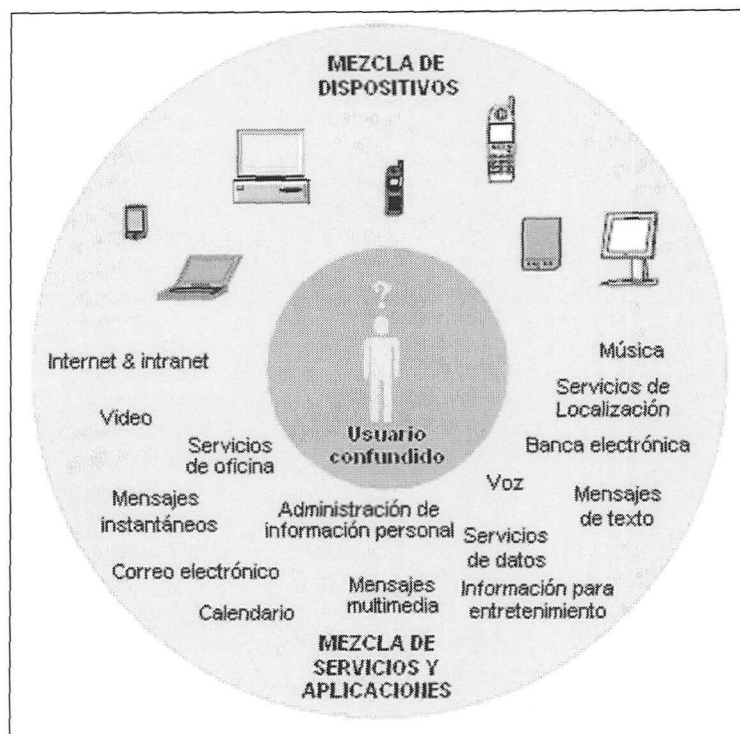 MEZCLA DE
DISPOSITIVOS
?
Usuario
confundido
Internet & intranet
Video
Servicios
de oficina
Mensajes
instantáneos
Administración de
información personal
Correo electrónico
Calendario
Mensajes
multimedia
Música
Servicios de
Localización
Banca electrónica
Voz
Mensajes
de texto
Servicios
de datos
Información para
entretenimiento
MEZCLA DE
SERVICIOS Y
APLICACIONES